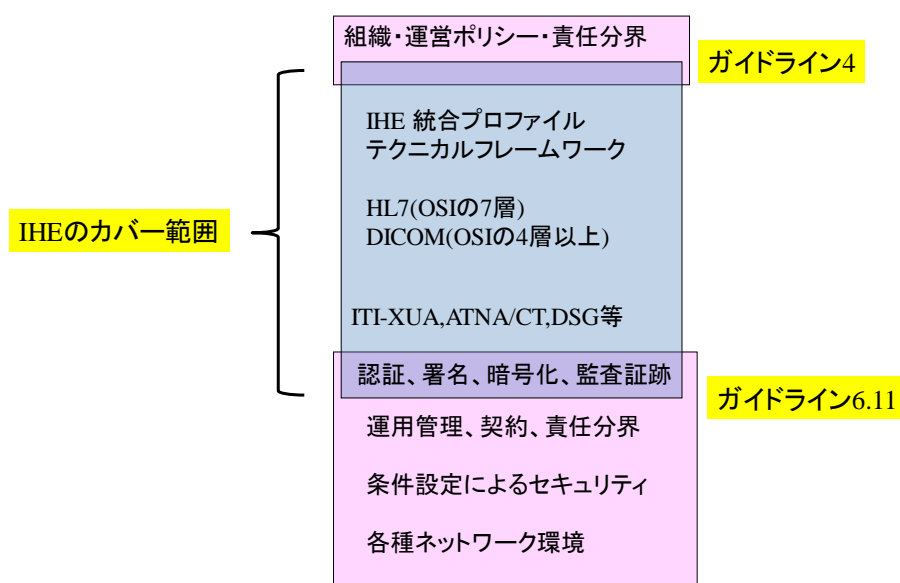 組織・運営ポリシー・責任分界
ガイドライン4
IHE 統合プロファイル
テクニカルフレームワーク
HL7(OSIの7層)
DICOM(OSIの4層以上)
IHEのカバー範囲
ITI-XUA,ATNA/CT,DSG等
認証、署名、暗号化、監査証跡
ガイドライン6.11
運用管理、契約、責任分界
条件設定によるセキュリティ
各種ネットワーク環境